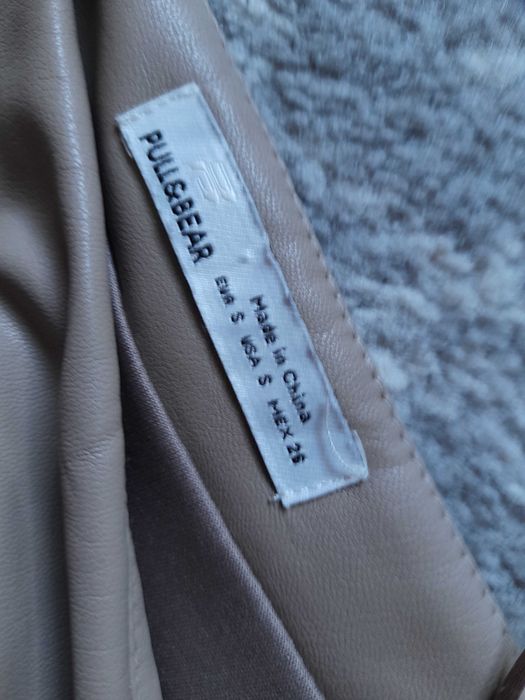 PULL&BEAR
Made in China
EUR S USA S MEX 26